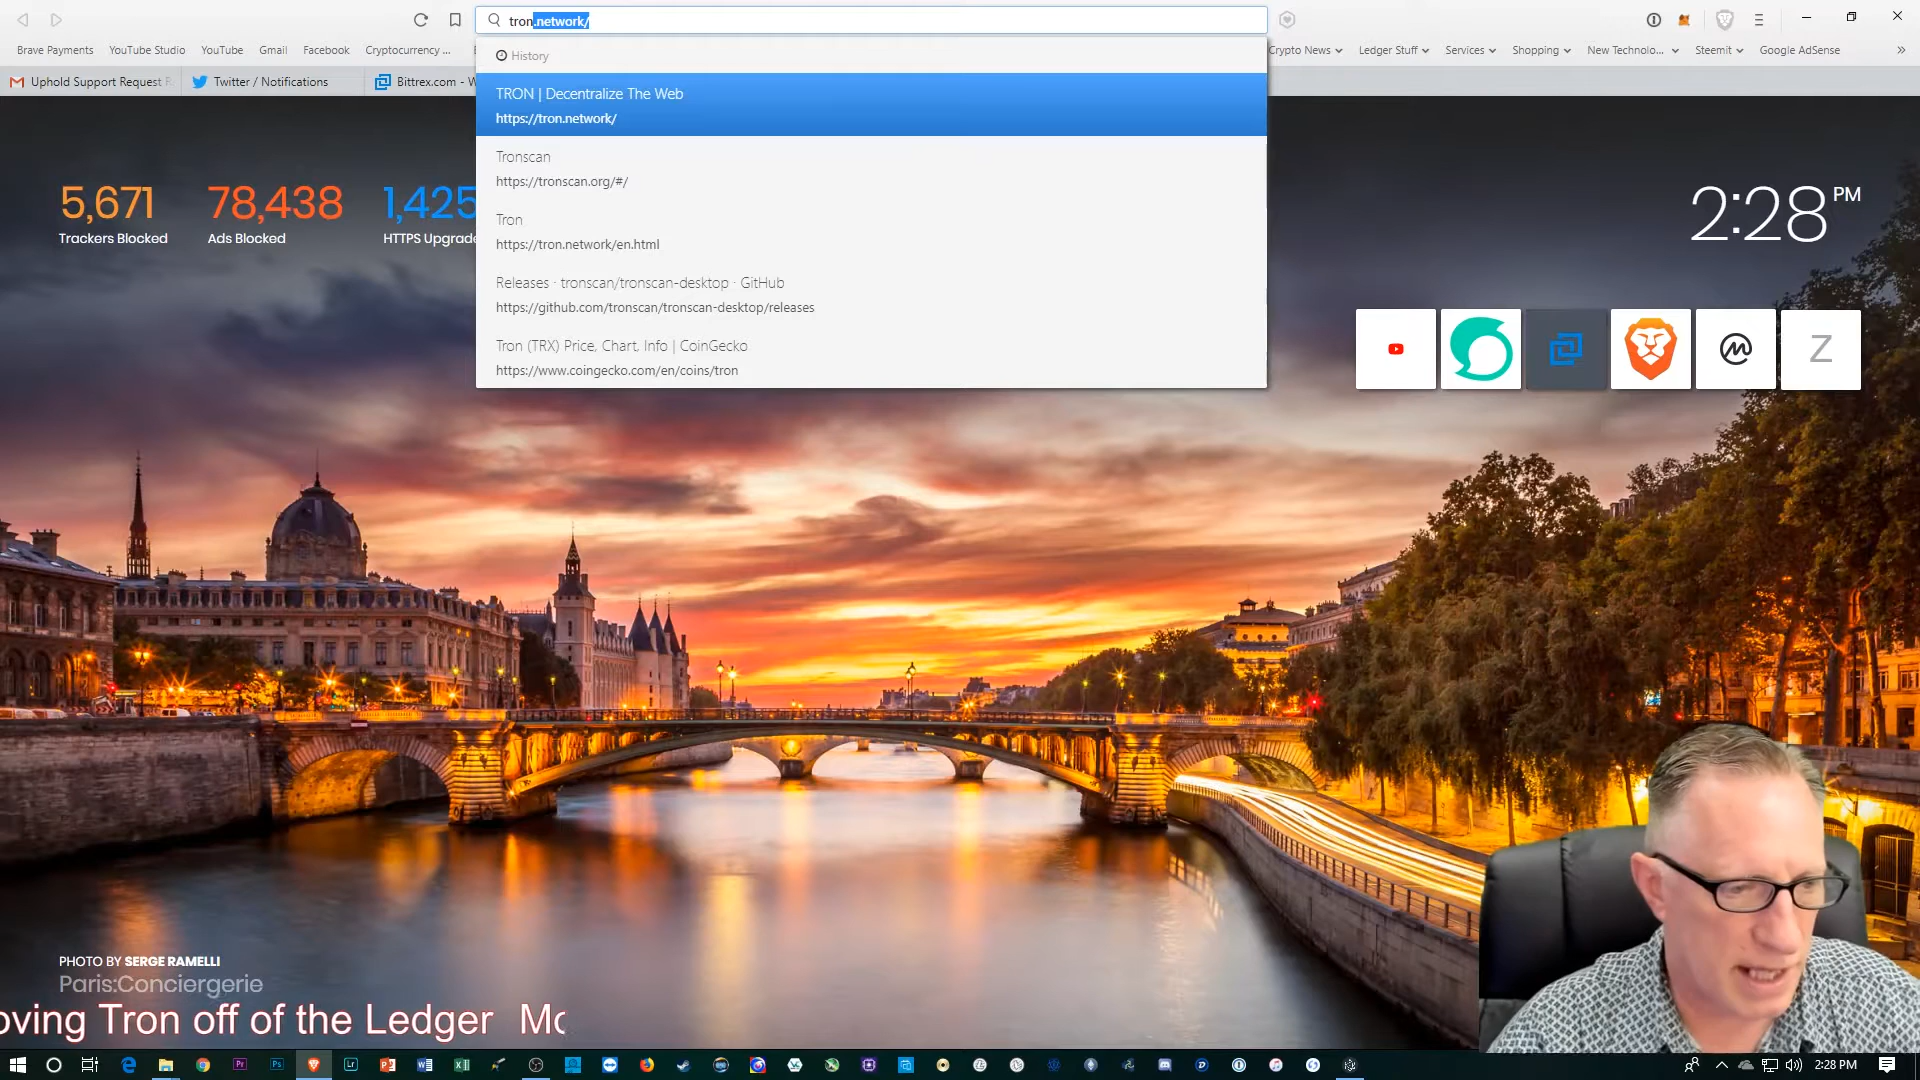 tron.network/
Brave Payments
YouTube Studio
YouTube
Gmail
Facebook
Cryptocurrency ...
Crypto News
Ledger Stuff
Services
Shopping
New Technolo...
Steemit
Google AdSense
Uphold Support Request
Twitter / Notifications
Bittrex.com - W
History
TRON | Decentralize The Web
https://tron.network/
Tronscan
https://tronscan.org/#/
Tron
https://tron.network/en.html
Releases · tronscan/tronscan-desktop · GitHub
https://github.com/tronscan/tronscan-desktop/releases
Tron (TRX) Price, Chart, Info | CoinGecko
https://www.coingecko.com/en/coins/tron
5,671
Trackers Blocked
78,438
Ads Blocked
1,425
HTTPS Upgrade
2:28 PM
Z
PHOTO BY SERGE RAMELLI
Paris:Conciergerie
oving Tron off of the Ledger Mo
2:28 PM